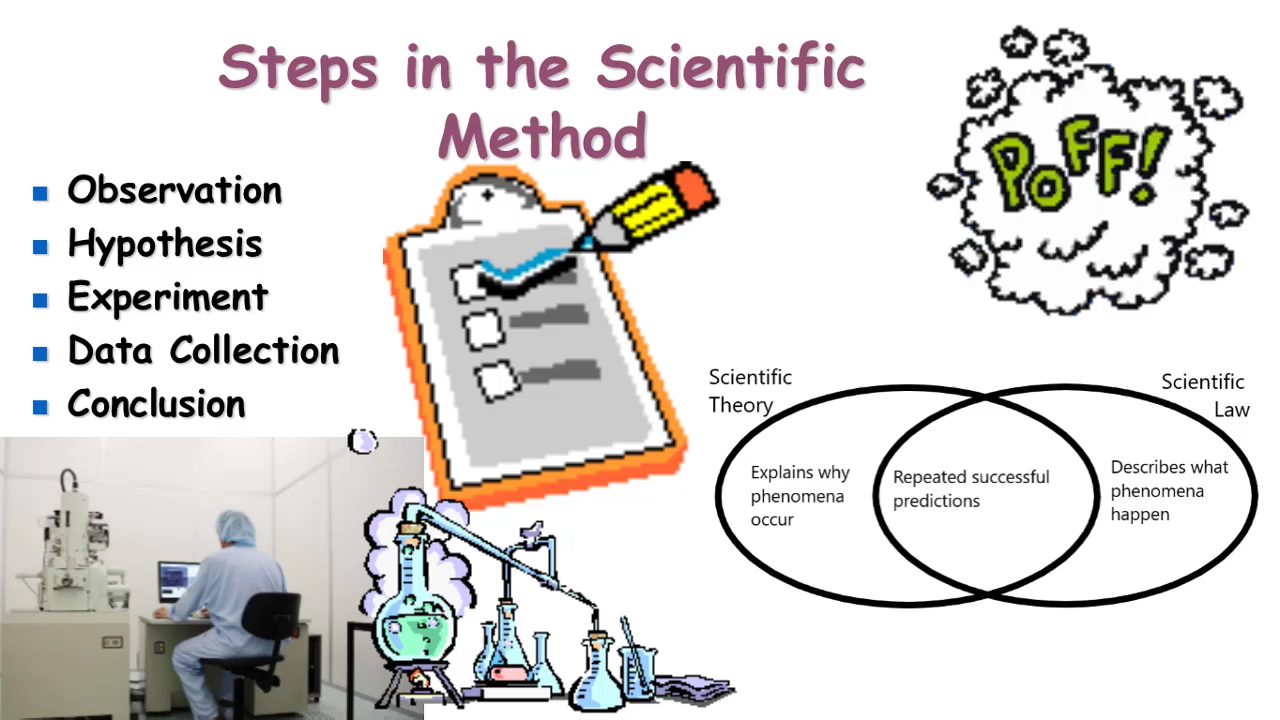 Steps in the Scientific
Method
Observation
Hypothesis
Experiment
Data Collection
Conclusion
POFF!
Scientific
Theory
Scientific
Law
Explains why
phenomena
occur
Repeated successful
predictions
Describes what
phenomena
happen